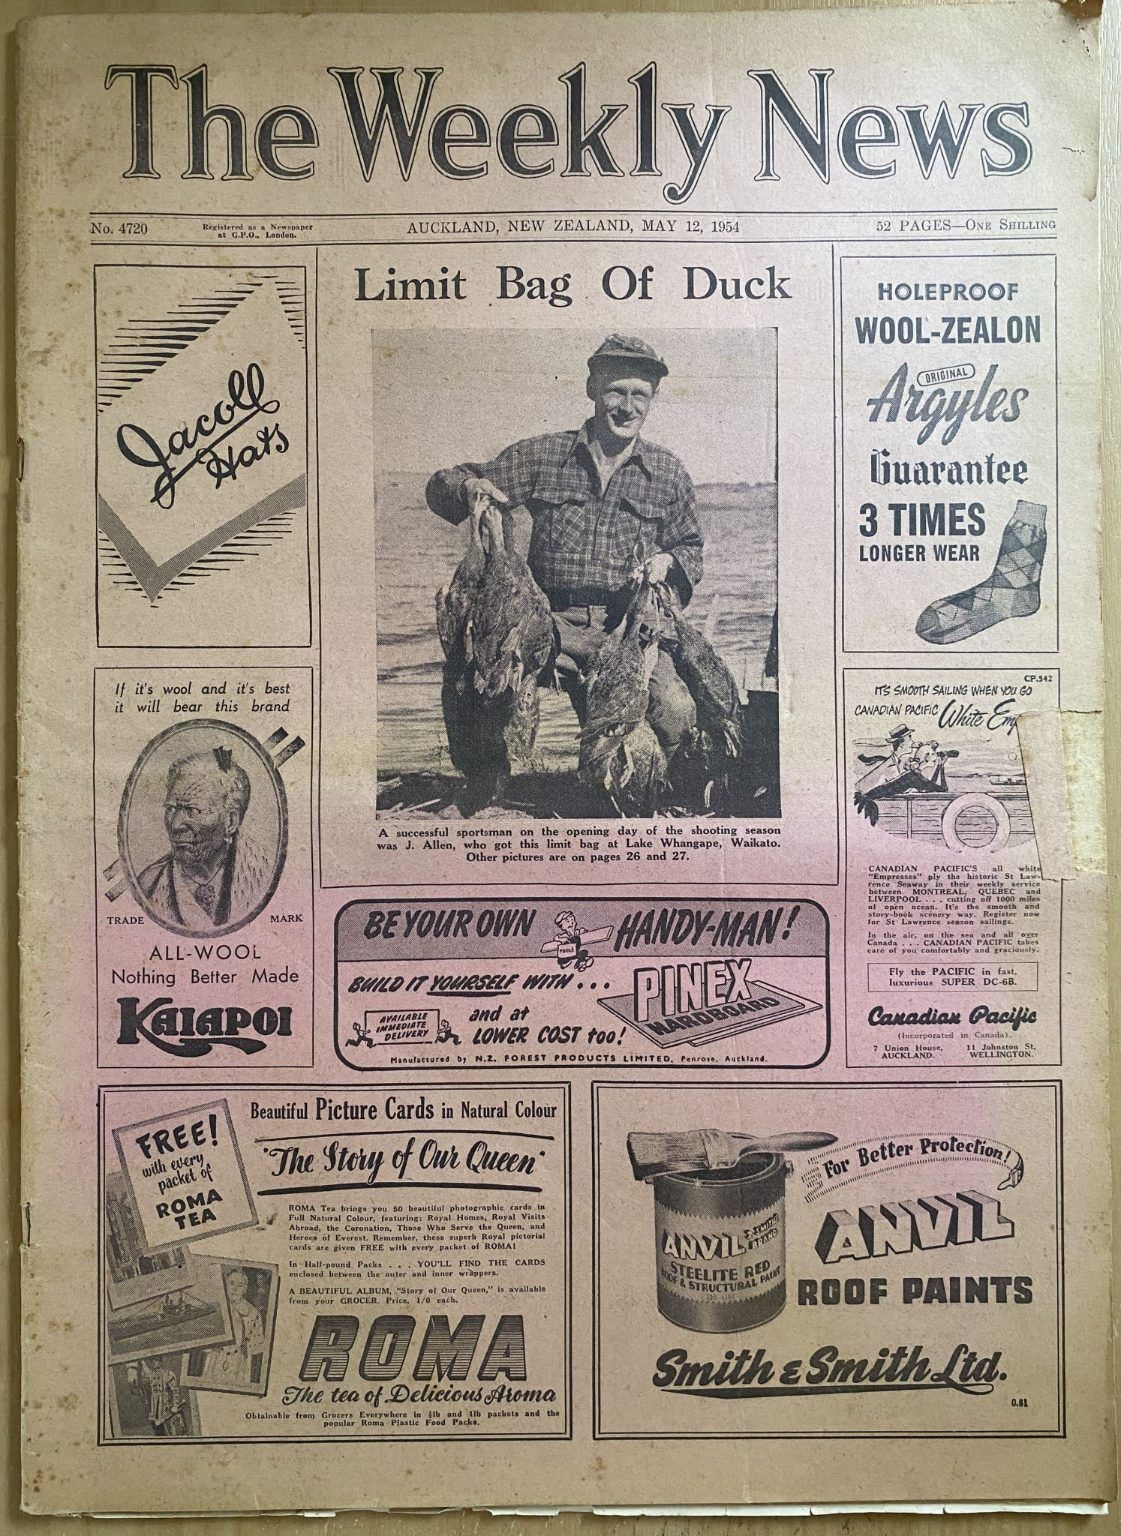 The Weekly News
No. 4720
Registered as a Newspaper
at G.P.O., London.
AUCKLAND, NEW ZEALAND, MAY 12, 1954
52 PAGES—ONE SHILLING
Jacoll
Hats
Limit Bag Of Duck
A successful sportsman on the opening day of the shooting season
was J. Allen, who got this limit bag at Lake Whangape, Waikato.
Other pictures are on pages 26 and 27.
HOLEPROOF
WOOL-ZEALON
ORIGINAL
Argyles
Guarantee
3 TIMES
LONGER WEAR
If it's wool and it's best
it will bear this brand
TRADE MARK
ALL-WOOL
Nothing Better Made
KAIAPOI
BE YOUR OWN HANDY-MAN!
BUILD IT YOURSELF WITH...
PINEX
HARDBOARD
AVAILABLE
IMMEDIATE
DELIVERY
and at
LOWER COST too!
Manufactured by N.Z. FOREST PRODUCTS LIMITED, Penrose, Auckland.
CP.542
IT'S SMOOTH SAILING WHEN YOU GO
CANADIAN PACIFIC White Em
CANADIAN PACIFIC'S all white
"Empresses" ply the historic St Law-
rence Seaway in their weekly service
between MONTREAL, QUEBEC and
LIVERPOOL . . . cutting off 1000 miles
of open ocean. It's the smooth and
story-book scenery way. Register now
for St Lawrence season sailings.
In the air, on the sea and all over
Canada . . . CANADIAN PACIFIC takes
care of you comfortably and graciously.
Fly the PACIFIC in fast,
luxurious SUPER DC-6B.
Canadian Pacific
(Incorporated in Canada).
7 Union House, 11 Johnston St,
AUCKLAND. WELLINGTON.
FREE!
with every
packet of
ROMA
TEA
Beautiful Picture Cards in Natural Colour
"The Story of Our Queen"
ROMA Tea brings you 50 beautiful photographic cards in
Full Natural Colour, featuring: Royal Homes, Royal Visits
Abroad, the Coronation, Those Who Serve the Queen, and
Heroes of Everest. Remember, these superb Royal pictorial
cards are given FREE with every packet of ROMA!
In Half-pound Packs . . . YOU'LL FIND THE CARDS
enclosed between the outer and inner wrappers.
A BEAUTIFUL ALBUM, "Story of Our Queen," is available
from your GROCER. Price, 1/6 each.
ROMA
The tea of Delicious Aroma
Obtainable from Grocers Everywhere in ½lb and 1lb packets and the
popular Roma Plastic Food Packs.
For Better Protection!
ANVIL
ROOF PAINTS
ANVIL
BRAND
STEELITE RED
ROOF & STRUCTURAL PAINT
Smith & Smith Ltd.
0.61